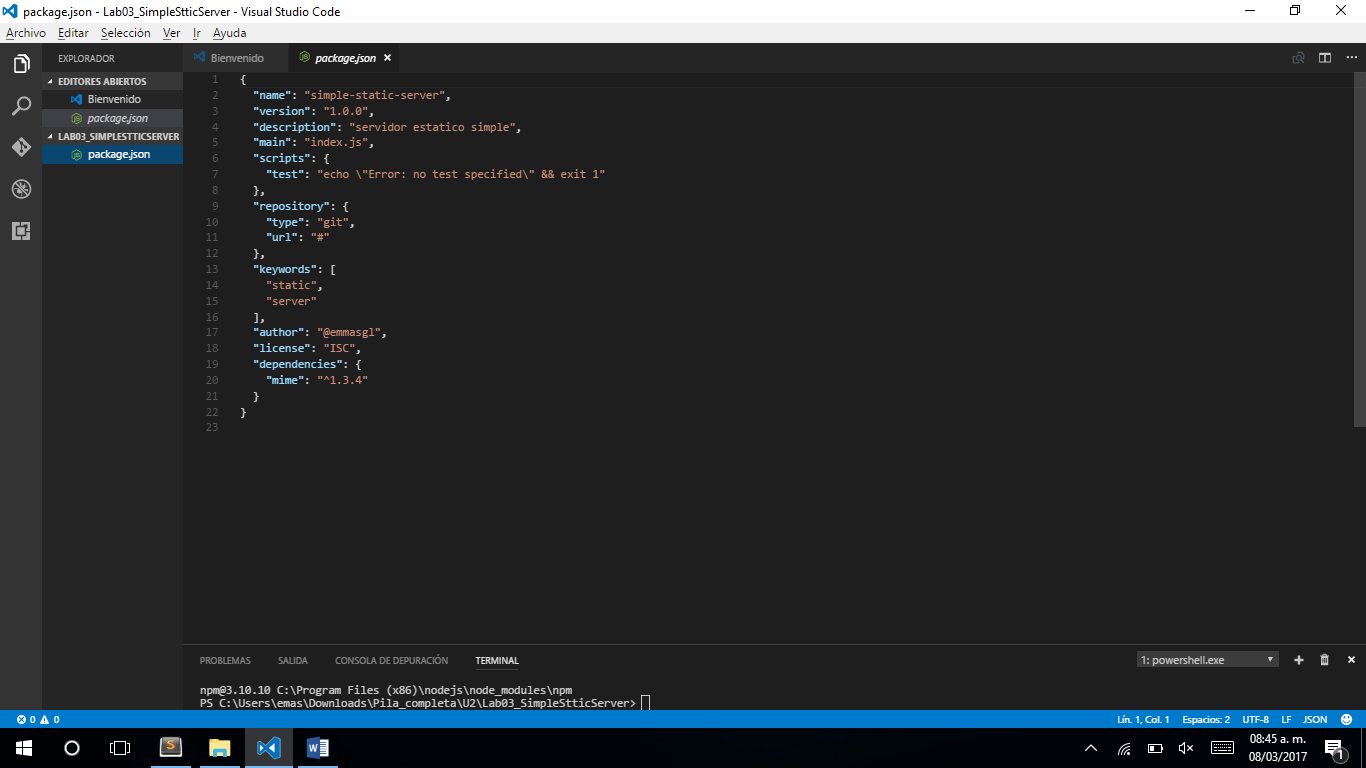 package.json - Lab03_SimpleStticServer - Visual Studio Code
Archivo Editar Selección Ver Ir Ayuda
EXPLORADOR
EDITORES ABIERTOS
Bienvenido
package.json
LAB03_SIMPLESTTICSERVER
package.json
Bienvenido package.json
1 {
2 "name": "simple-static-server",
3 "version": "1.0.0",
4 "description": "servidor estatico simple",
5 "main": "index.js",
6 "scripts": {
7 "test": "echo \"Error: no test specified\" && exit 1"
8 },
9 "repository": {
10 "type": "git",
11 "url": "#"
12 },
13 "keywords": [
14 "static",
15 "server"
16 ],
17 "author": "@emmasgl",
18 "license": "ISC",
19 "dependencies": {
20 "mime": "^1.3.4"
21 }
22 }
23
PROBLEMAS SALIDA CONSOLA DE DEPURACIÓN TERMINAL 1: powershell.exe
npm@3.10.10 C:\Program Files (x86)\nodejs\node_modules\npm
PS C:\Users\emas\Downloads\Pila_completa\U2\Lab03_SimpleStticServer>
0 0 Lín. 1, Col. 1 Espacios: 2 UTF-8 LF JSON
S W 08:45 a. m.
08/03/2017
1